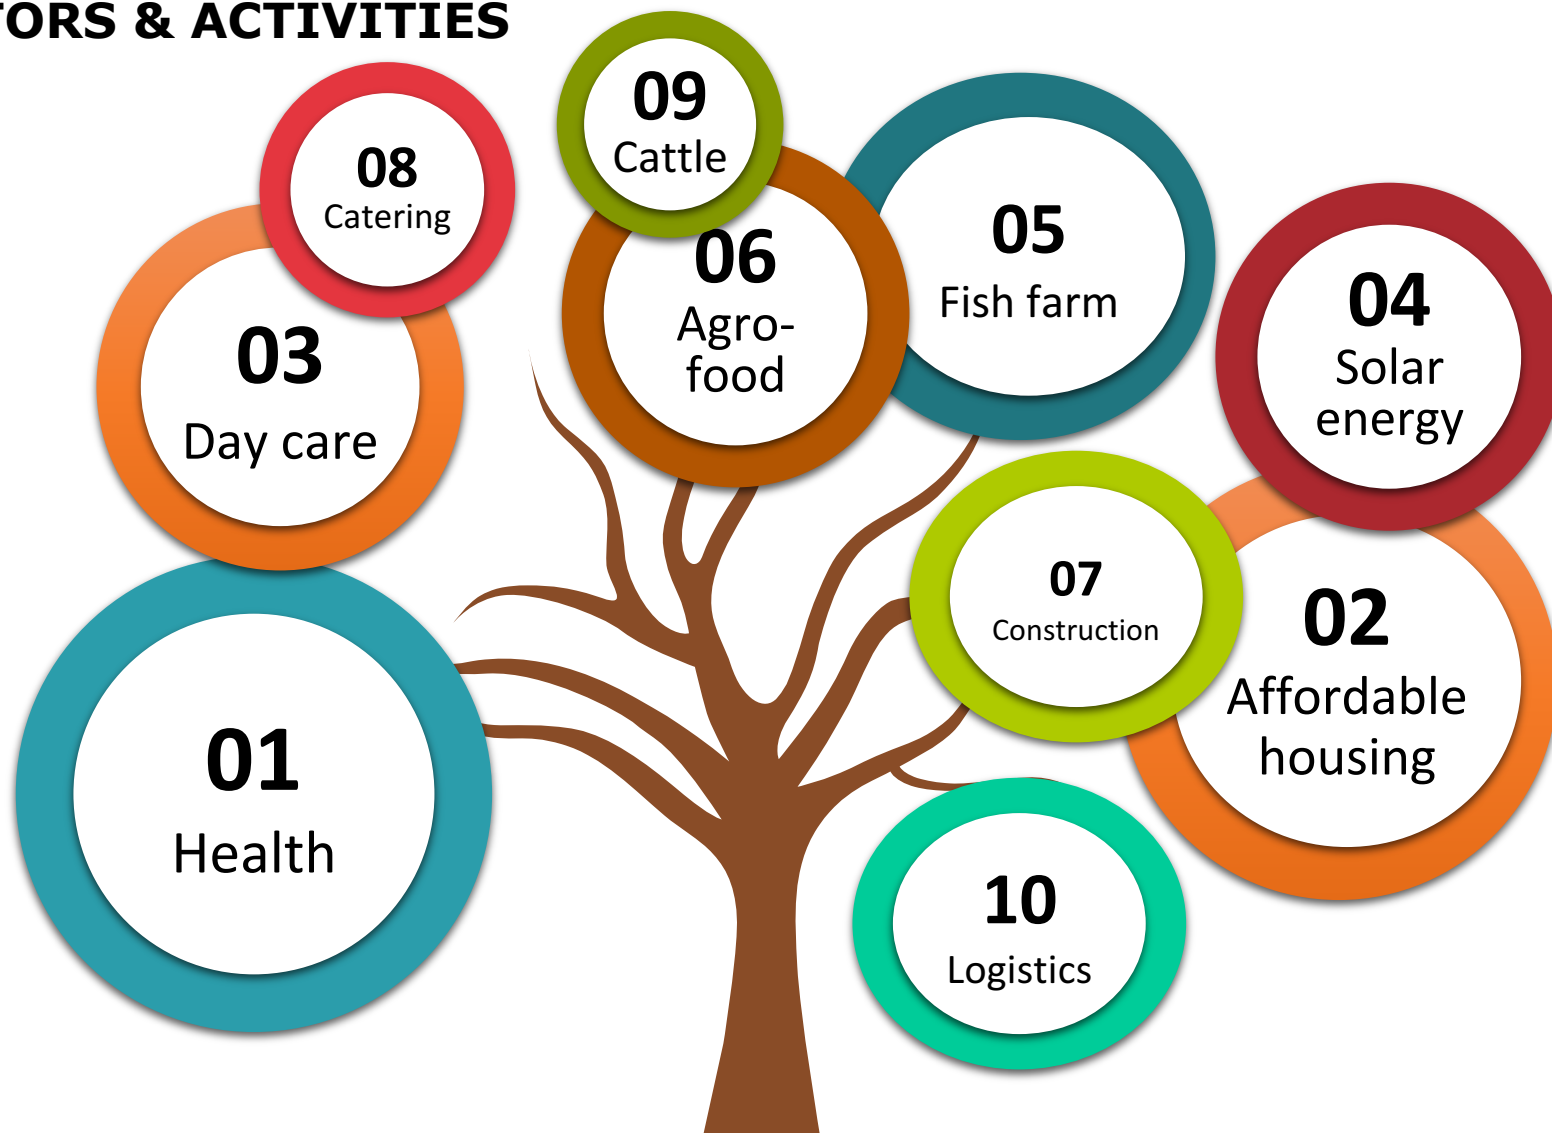 TORS & ACTIVITIES
09
Cattle
08
Catering
05
Fish farm
06
Agro-
food
04
Solar
energy
03
Day care
07
Construction
02
Affordable
housing
01
Health
10
Logistics